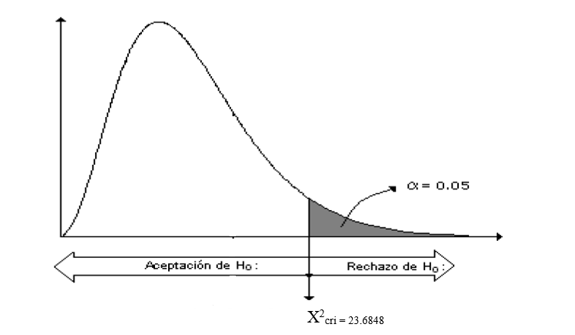 α = 0.05
Aceptación de H₀ :
Rechazo de H₀ :
X²cri = 23.6848